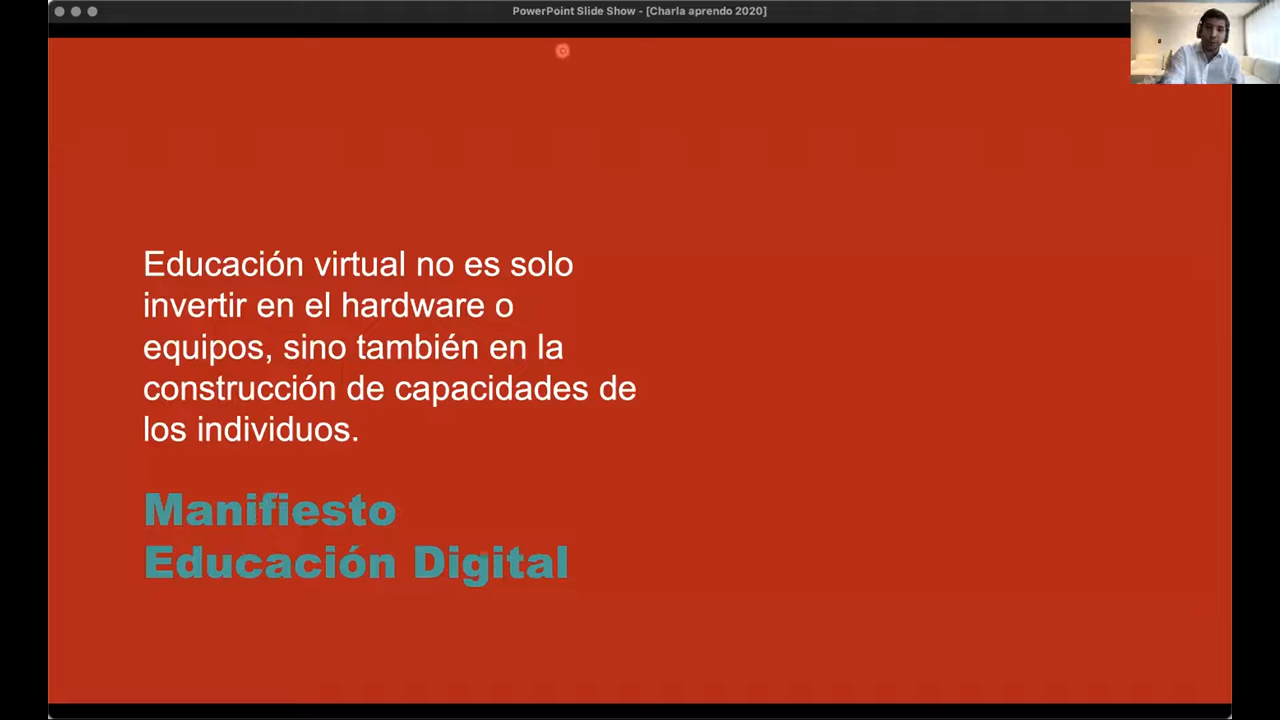 PowerPoint Slide Show - [Charla aprendo 2020]
Educación virtual no es solo
invertir en el hardware o
equipos, sino también en la
construcción de capacidades de
los individuos.
Manifiesto
Educación Digital